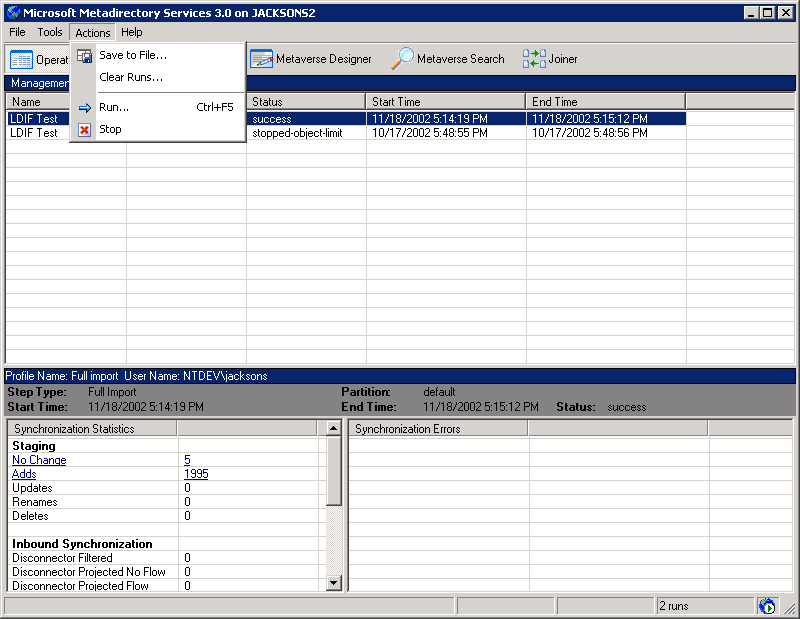 Microsoft Metadirectory Services 3.0 on JACKSONS2
File Tools Actions Help
Operat Metaverse Designer Metaverse Search Joiner
Save to File...
Clear Runs...
Run... Ctrl+F5
Stop
Management
Name Status Start Time End Time
LDIF Test success 11/18/2002 5:14:19 PM 11/18/2002 5:15:12 PM
LDIF Test stopped-object-limit 10/17/2002 5:48:55 PM 10/17/2002 5:48:56 PM
Profile Name: Full import User Name: NTDEV\jacksons
Step Type: Full Import Partition: default
Start Time: 11/18/2002 5:14:19 PM End Time: 11/18/2002 5:15:12 PM Status: success
Synchronization Statistics Synchronization Errors
Staging
No Change 5
Adds 1995
Updates 0
Renames 0
Deletes 0
Inbound Synchronization
Disconnector Filtered 0
Disconnector Projected No Flow 0
Disconnector Projected Flow 0
2 runs